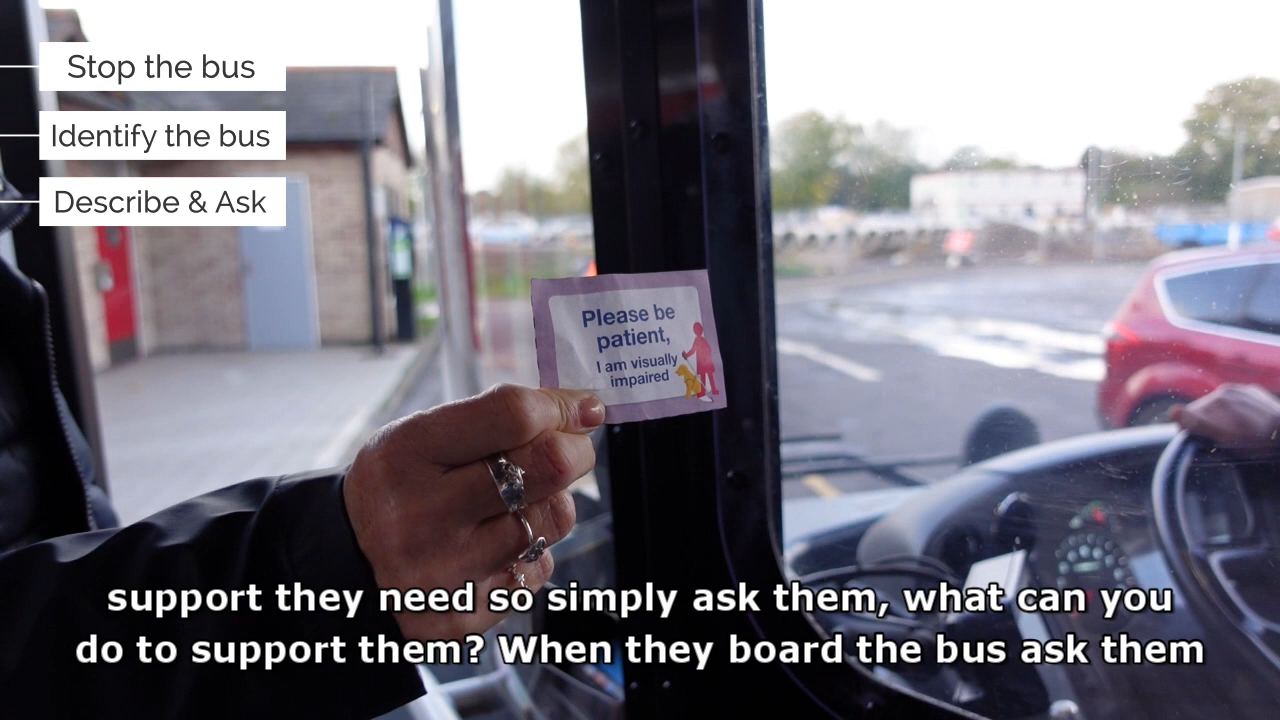 Stop the bus
Identify the bus
Describe & Ask
Please be
patient,
I am visually
impaired
support they need so simply ask them, what can you
do to support them? When they board the bus ask them